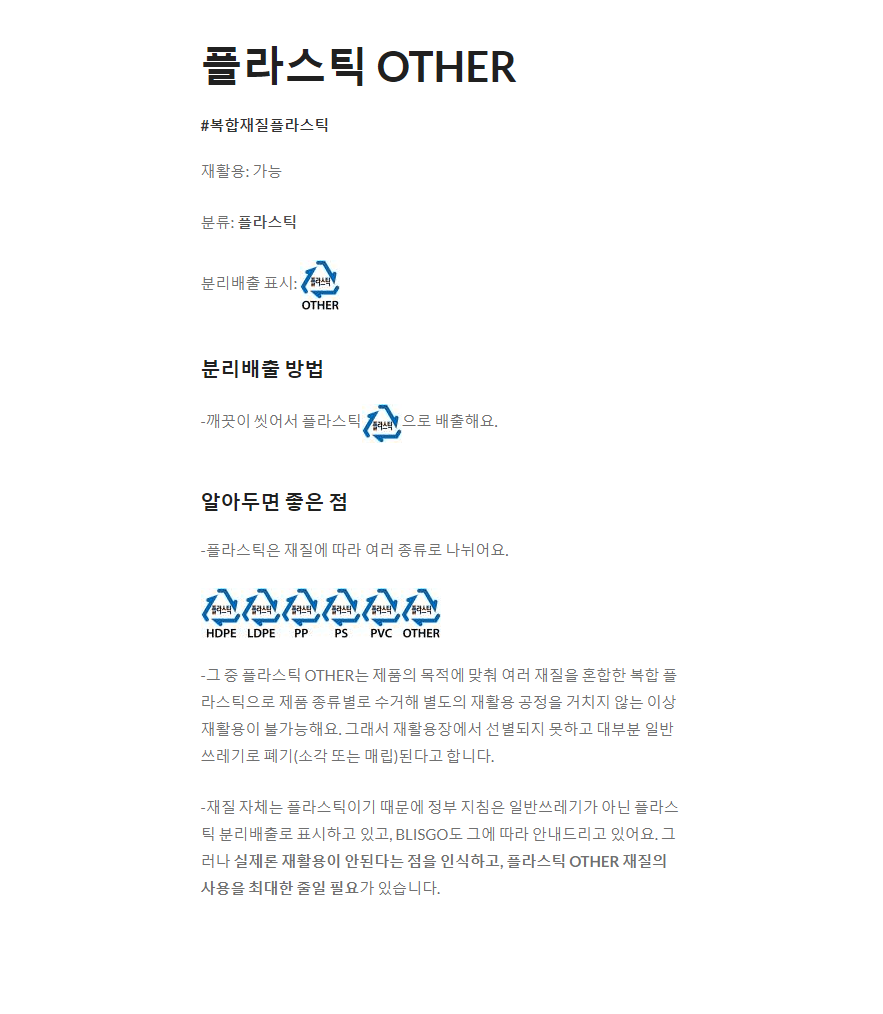 플라스틱 OTHER
#복합재질플라스틱
재활용: 가능
분류: 플라스틱
분리배출 표시: 플라스틱 OTHER
분리배출 방법
-깨끗이 씻어서 플라스틱 플라스틱 으로 배출해요.
알아두면 좋은 점
-플라스틱은 재질에 따라 여러 종류로 나뉘어요.
플라스틱 플라스틱 플라스틱 플라스틱 플라스틱 플라스틱
HDPE LDPE PP PS PVC OTHER
-그 중 플라스틱 OTHER는 제품의 목적에 맞춰 여러 재질을 혼합한 복합 플
라스틱으로 제품 종류별로 수거해 별도의 재활용 공정을 거치지 않는 이상
재활용이 불가능해요. 그래서 재활용장에서 선별되지 못하고 대부분 일반
쓰레기로 폐기(소각 또는 매립)된다고 합니다.
-재질 자체는 플라스틱이기 때문에 정부 지침은 일반쓰레기가 아닌 플라스
틱 분리배출로 표시하고 있고, BLISGO도 그에 따라 안내드리고 있어요. 그
러나 실제론 재활용이 안된다는 점을 인식하고, 플라스틱 OTHER 재질의
사용을 최대한 줄일 필요가 있습니다.